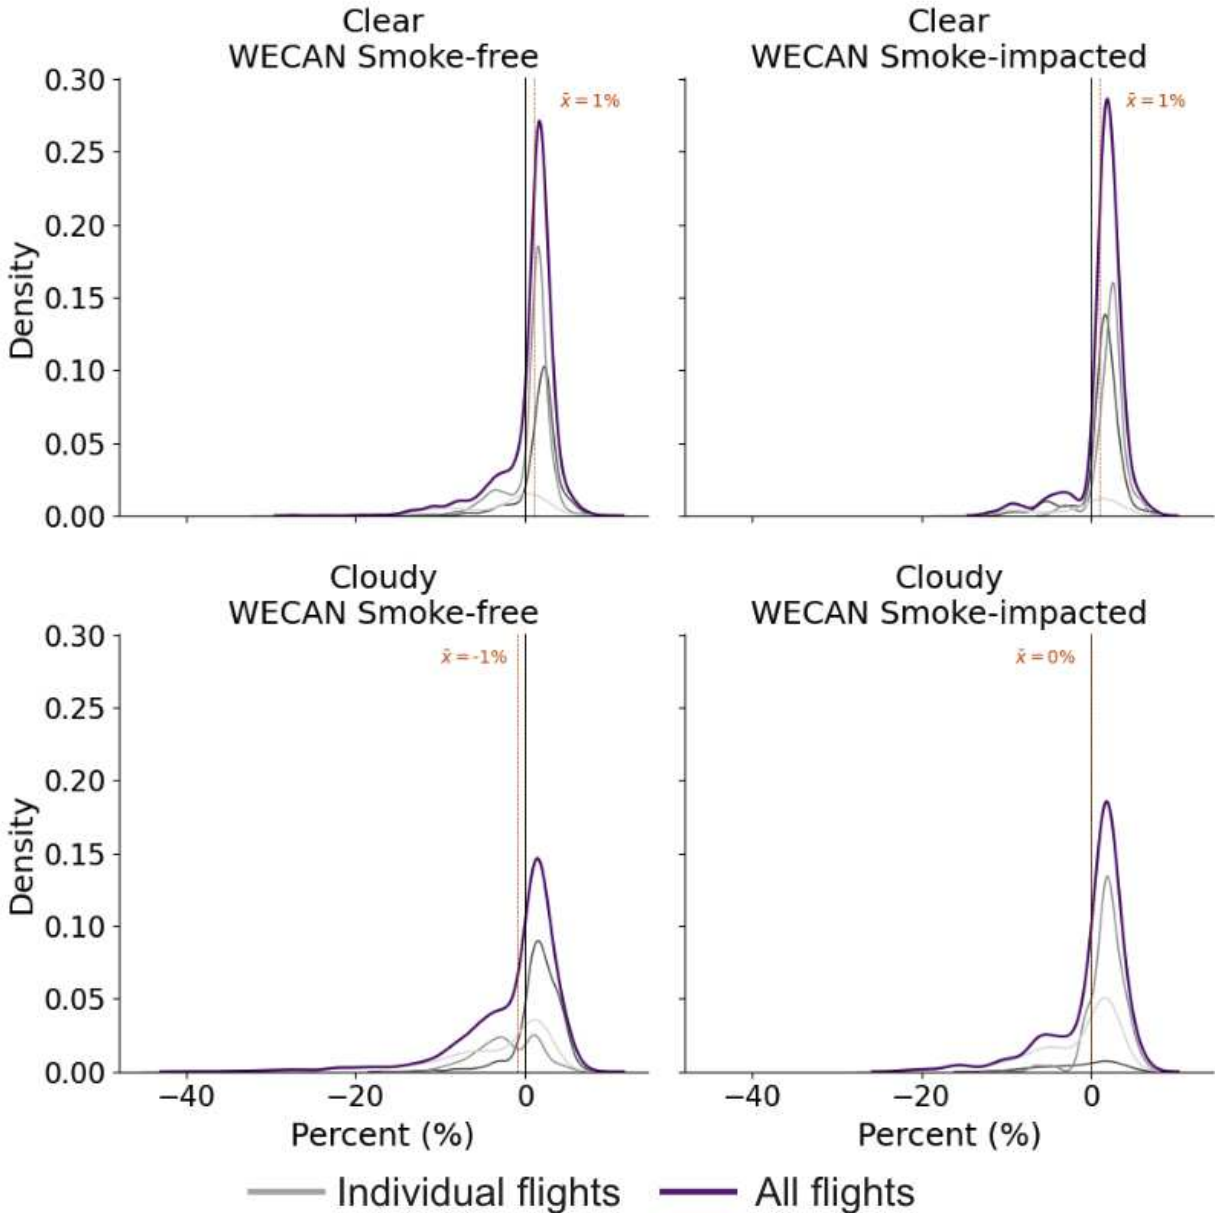 Clear
WECAN Smoke-free
Clear
WECAN Smoke-impacted
0.30
0.25
0.20
0.15
0.10
0.05
0.00
Density
x̄ = 1%
x̄ = 1%
Cloudy
WECAN Smoke-free
Cloudy
WECAN Smoke-impacted
0.30
0.25
0.20
0.15
0.10
0.05
0.00
Density
x̄ = -1%
x̄ = 0%
−40 −20 0
−40 −20 0
Percent (%)
Percent (%)
Individual flights All flights